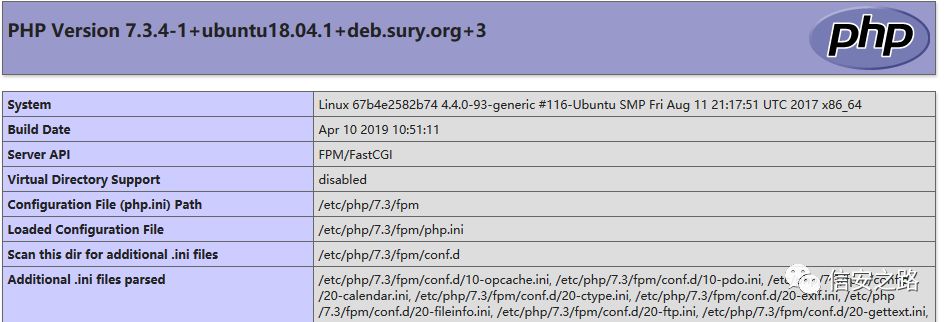 PHP Version 7.3.4-1+ubuntu18.04.1+deb.sury.org+3
php
System Linux 67b4e2582b74 4.4.0-93-generic #116-Ubuntu SMP Fri Aug 11 21:17:51 UTC 2017 x86_64
Build Date Apr 10 2019 10:51:11
Server API FPM/FastCGI
Virtual Directory Support disabled
Configuration File (php.ini) Path /etc/php/7.3/fpm
Loaded Configuration File /etc/php/7.3/fpm/php.ini
Scan this dir for additional .ini files /etc/php/7.3/fpm/conf.d
Additional .ini files parsed /etc/php/7.3/fpm/conf.d/10-opcache.ini, /etc/php/7.3/fpm/conf.d/10-pdo.ini,
/20-calendar.ini, /etc/php/7.3/fpm/conf.d/20-ctype.ini, /etc/php/7.3/fpm/conf.d/20-exif.ini, /etc/php
/7.3/fpm/conf.d/20-fileinfo.ini, /etc/php/7.3/fpm/conf.d/20-ftp.ini, /etc/php/7.3/fpm/conf.d/20-gettext.ini,
信安之路